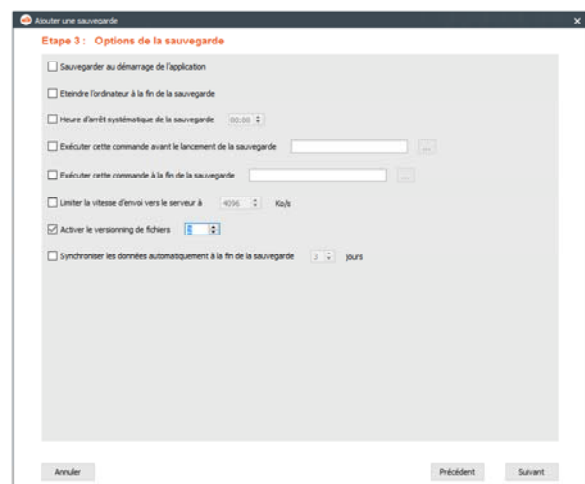 Ajouter une sauvegarde
Etape 3 : Options de la sauvegarde
Sauvegarder au démarrage de l'application
Eteindre l'ordinateur à la fin de la sauvegarde
Heure d'arrêt systématique de la sauvegarde 00:00
Exécuter cette commande avant le lancement de la sauvegarde ...
Exécuter cette commande à la fin de la sauvegarde ...
Limiter la vitesse d'envoi vers le serveur à 4096 Ko/s
Activer le versionning de fichiers
Synchroniser les données automatiquement à la fin de la sauvegarde jours
Annuler Précédent Suivant